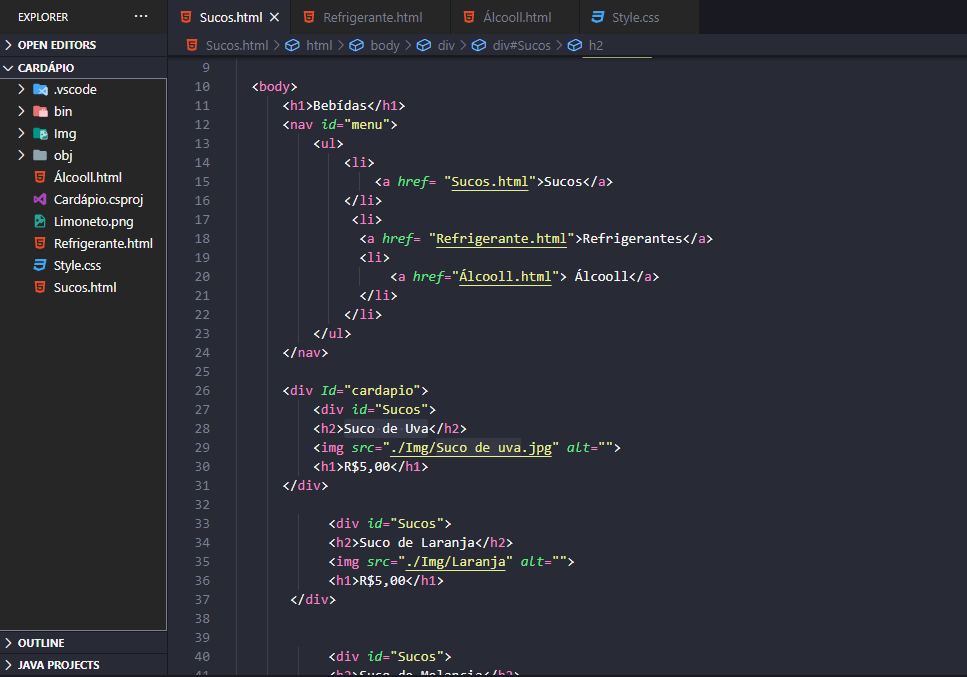 EXPLORER ...
OPEN EDITORS
CARDÁPIO
.vscode
bin
Img
obj
Álcooll.html
Cardápio.csproj
Limoneto.png
Refrigerante.html
Style.css
Sucos.html
OUTLINE
JAVA PROJECTS
Sucos.html Refrigerante.html Álcooll.html Style.css
Sucos.html > html > body > div > div#Sucos > h2
9
10 <body>
11 <h1>Bebídas</h1>
12 <nav id="menu">
13 <ul>
14 <li>
15 <a href= "Sucos.html">Sucos</a>
16 </li>
17 <li>
18 <a href= "Refrigerante.html">Refrigerantes</a>
19 <li>
20 <a href="Álcooll.html"> Álcooll</a>
21 </li>
22 </li>
23 </ul>
24 </nav>
25
26 <div Id="cardapio">
27 <div id="Sucos">
28 <h2>Suco de Uva</h2>
29 <img src="./Img/Suco de uva.jpg" alt="">
30 <h1>R$5,00</h1>
31 </div>
32
33 <div id="Sucos">
34 <h2>Suco de Laranja</h2>
35 <img src="./Img/Laranja" alt="">
36 <h1>R$5,00</h1>
37 </div>
38
39
40 <div id="Sucos">
41 <h2>Suco de Melancia</h2>